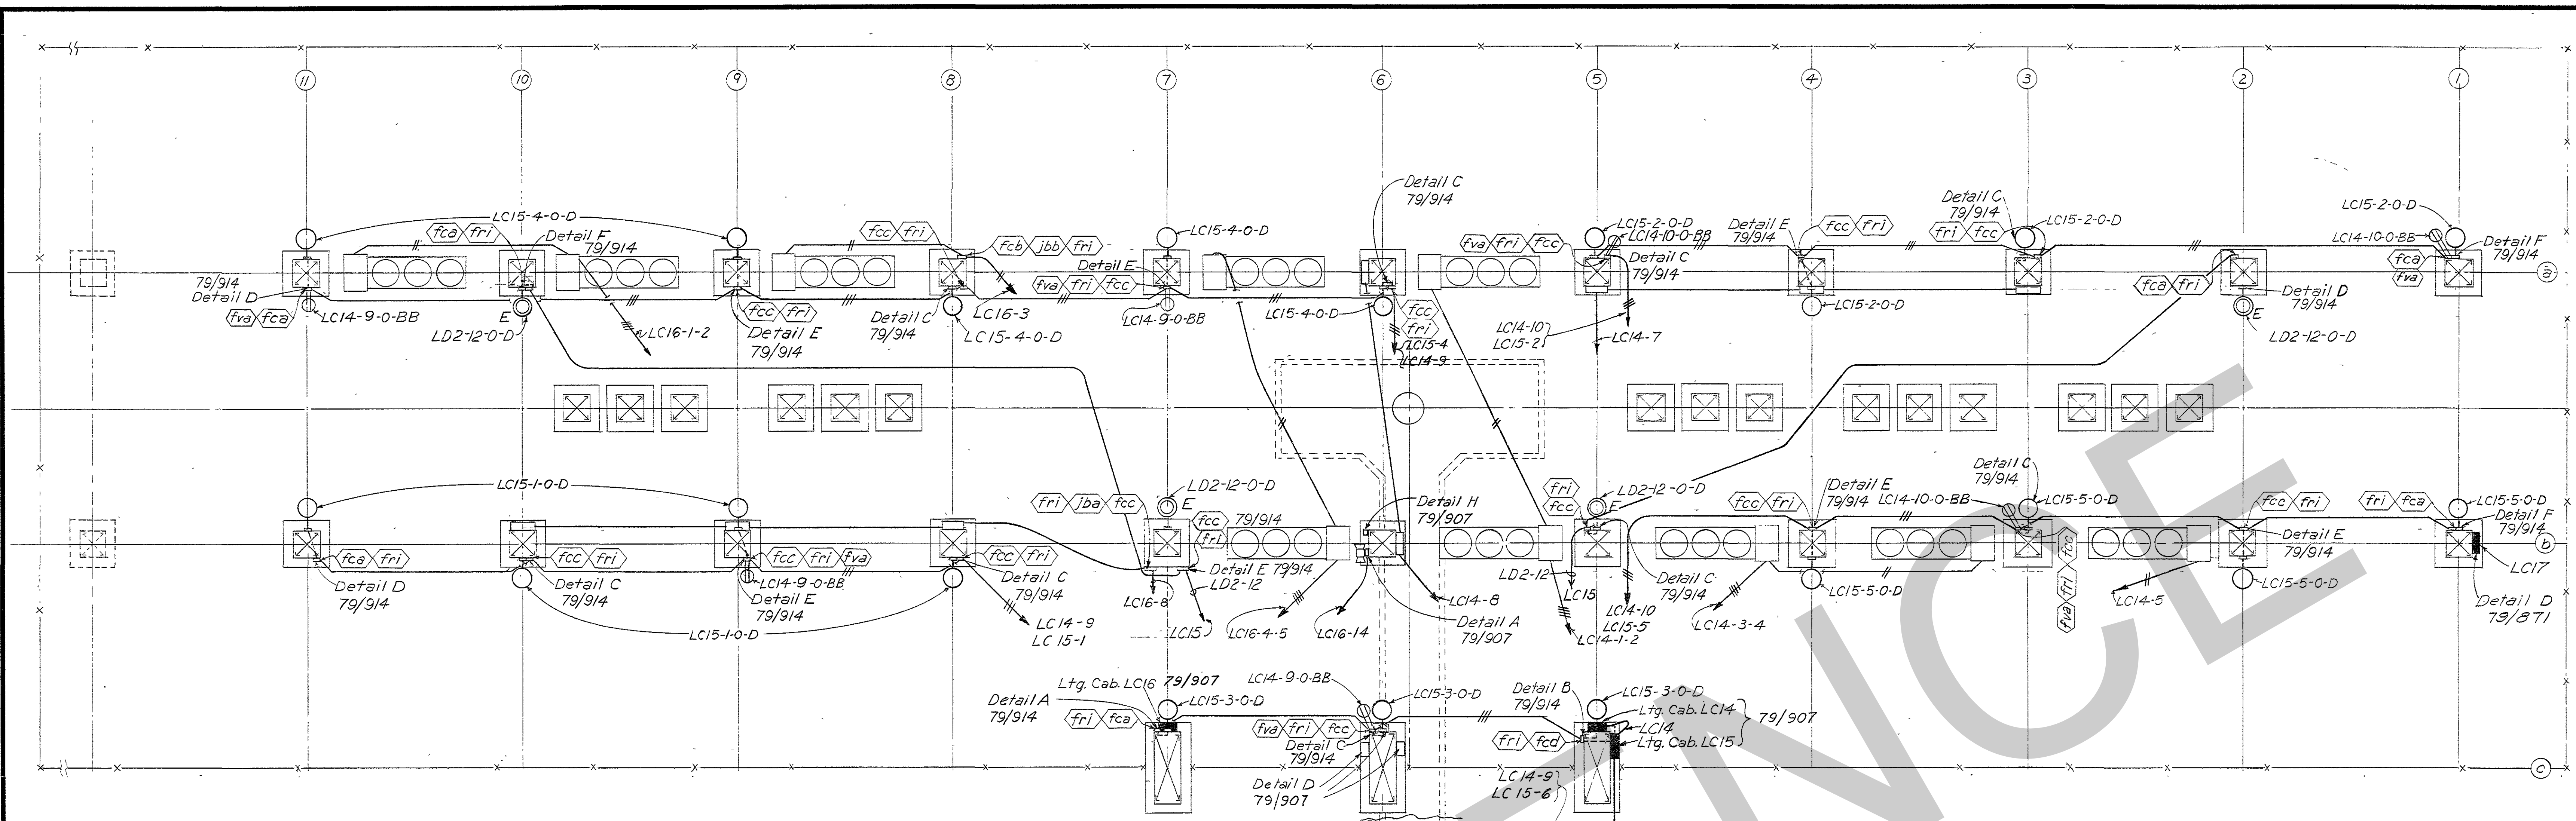 11 10 9 8 7 6 5 4 3 2 1
LC15-4-0-D
fca fri
Detail F
79/914
fcc fri
fcb jbb fri
LC15-4-0-D
Detail E
fva fri fcc
LC14-9-0-BB
Detail C
79/914
fva fri fcc
LC15-2-0-D
LC14-10-0-BB
Detail C
79/914
Detail E
79/914
fcc fri
Detail C
79/914
fri fcc
LC15-2-0-D
LC15-2-0-D
LC14-10-0-BB
fca
fva
Detail F
79/914
a
79/914
Detail D
fva fca
LC14-9-0-BB
E
LD2-12-0-D
LC16-1-2
fcc fri
Detail E
79/914
Detail C
79/914
LC16-3
LC15-4-0-D
LC15-4-0-D
fcc
fri
LC15-4
LC14-9
LC14-10
LC15-2
LC14-7
LC15-2-0-D
fca fri
Detail D
79/914
E
LD2-12-0-D
LC15-1-0-D
fca fri
Detail D
79/914
fcc fri
Detail C
79/914
fcc fri fva
LC14-9-0-BB
Detail E
79/914
LC15-1-0-D
fcc fri
Detail C
79/914
LC14-9
LC15-1
fri jba fcc
LD2-12-0-D
E
fcc
fri
79/914
Detail E 79/914
LD2-12
LC16-8
LC15
LC16-4-5
LC16-14
Detail H
79/907
LC14-8
Detail A
79/907
fri
fcc
LD2-12-0-D
E
LD2-12
LC15
LC14-10
LC15-5
LC14-1-2
Detail C
79/914
LC14-3-4
fcc fri
Detail E
79/914
LC14-10-0-BB
Detail C
79/914
LC15-5-0-D
LC15-5-0-D
fva fri fcc
LC14-5
fcc fri
Detail E
79/914
LC15-5-0-D
fri fca
LC15-5-0-D
Detail F
79/914
b
LC17
Detail D
79/871
Ltg. Cab. LC16 79/907
Detail A
79/914
LC15-3-0-D
fri fca
LC14-9-0-BB
LC15-3-0-D
fva fri fcc
Detail C
79/914
Detail D
79/907
Detail B
79/914
LC15-3-0-D
Ltg. Cab. LC14
LC14
Ltg. Cab. LC15
79/907
fri fcd
LC14-9
LC15-6
c
NCE